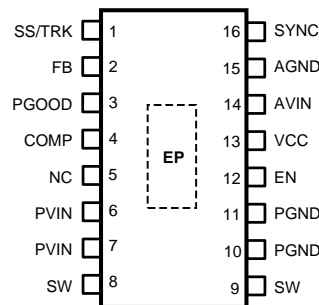 SS/TRK 1 16 SYNC
FB 2 15 AGND
PGOOD 3 14 AVIN
COMP 4 13 VCC
EP
NC 5 12 EN
PVIN 6 11 PGND
PVIN 7 10 PGND
SW 8 9 SW